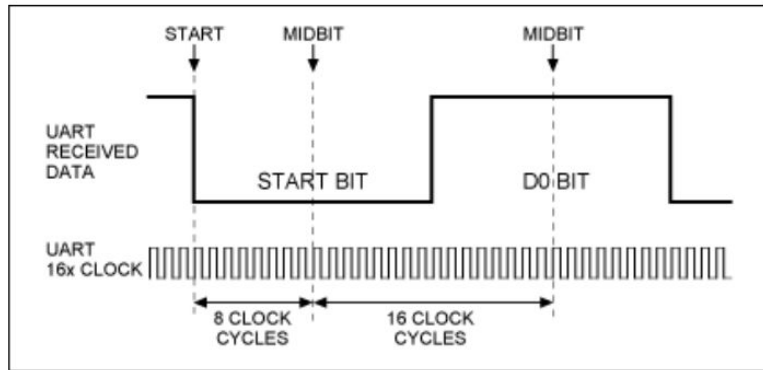 START MIDBIT MIDBIT
UART
RECEIVED
DATA
START BIT D0 BIT
UART
16x CLOCK
8 CLOCK
CYCLES
16 CLOCK
CYCLES